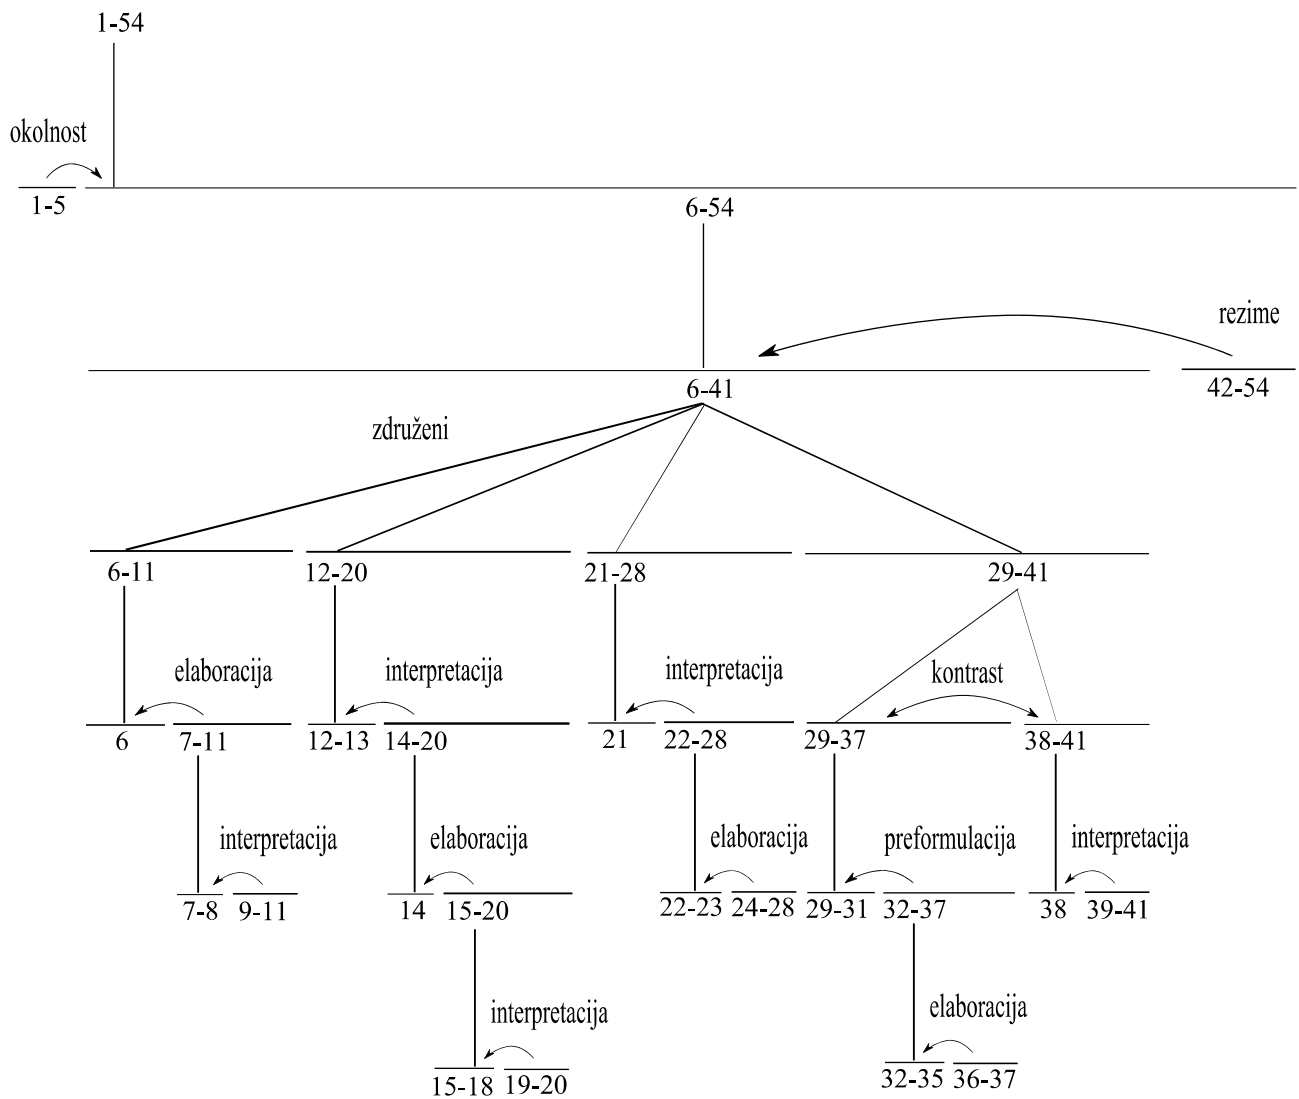 1-54
okolnost
1-5
6-54
rezime
6-41
42-54
združeni
6-11
12-20
21-28
29-41
elaboracija
interpretacija
interpretacija
kontrast
6
7-11
12-13
14-20
21
22-28
29-37
38-41
interpretacija
elaboracija
elaboracija
preformulacija
interpretacija
7-8
9-11
14
15-20
22-23
24-28
29-31
32-37
38
39-41
interpretacija
elaboracija
15-18
19-20
32-35
36-37